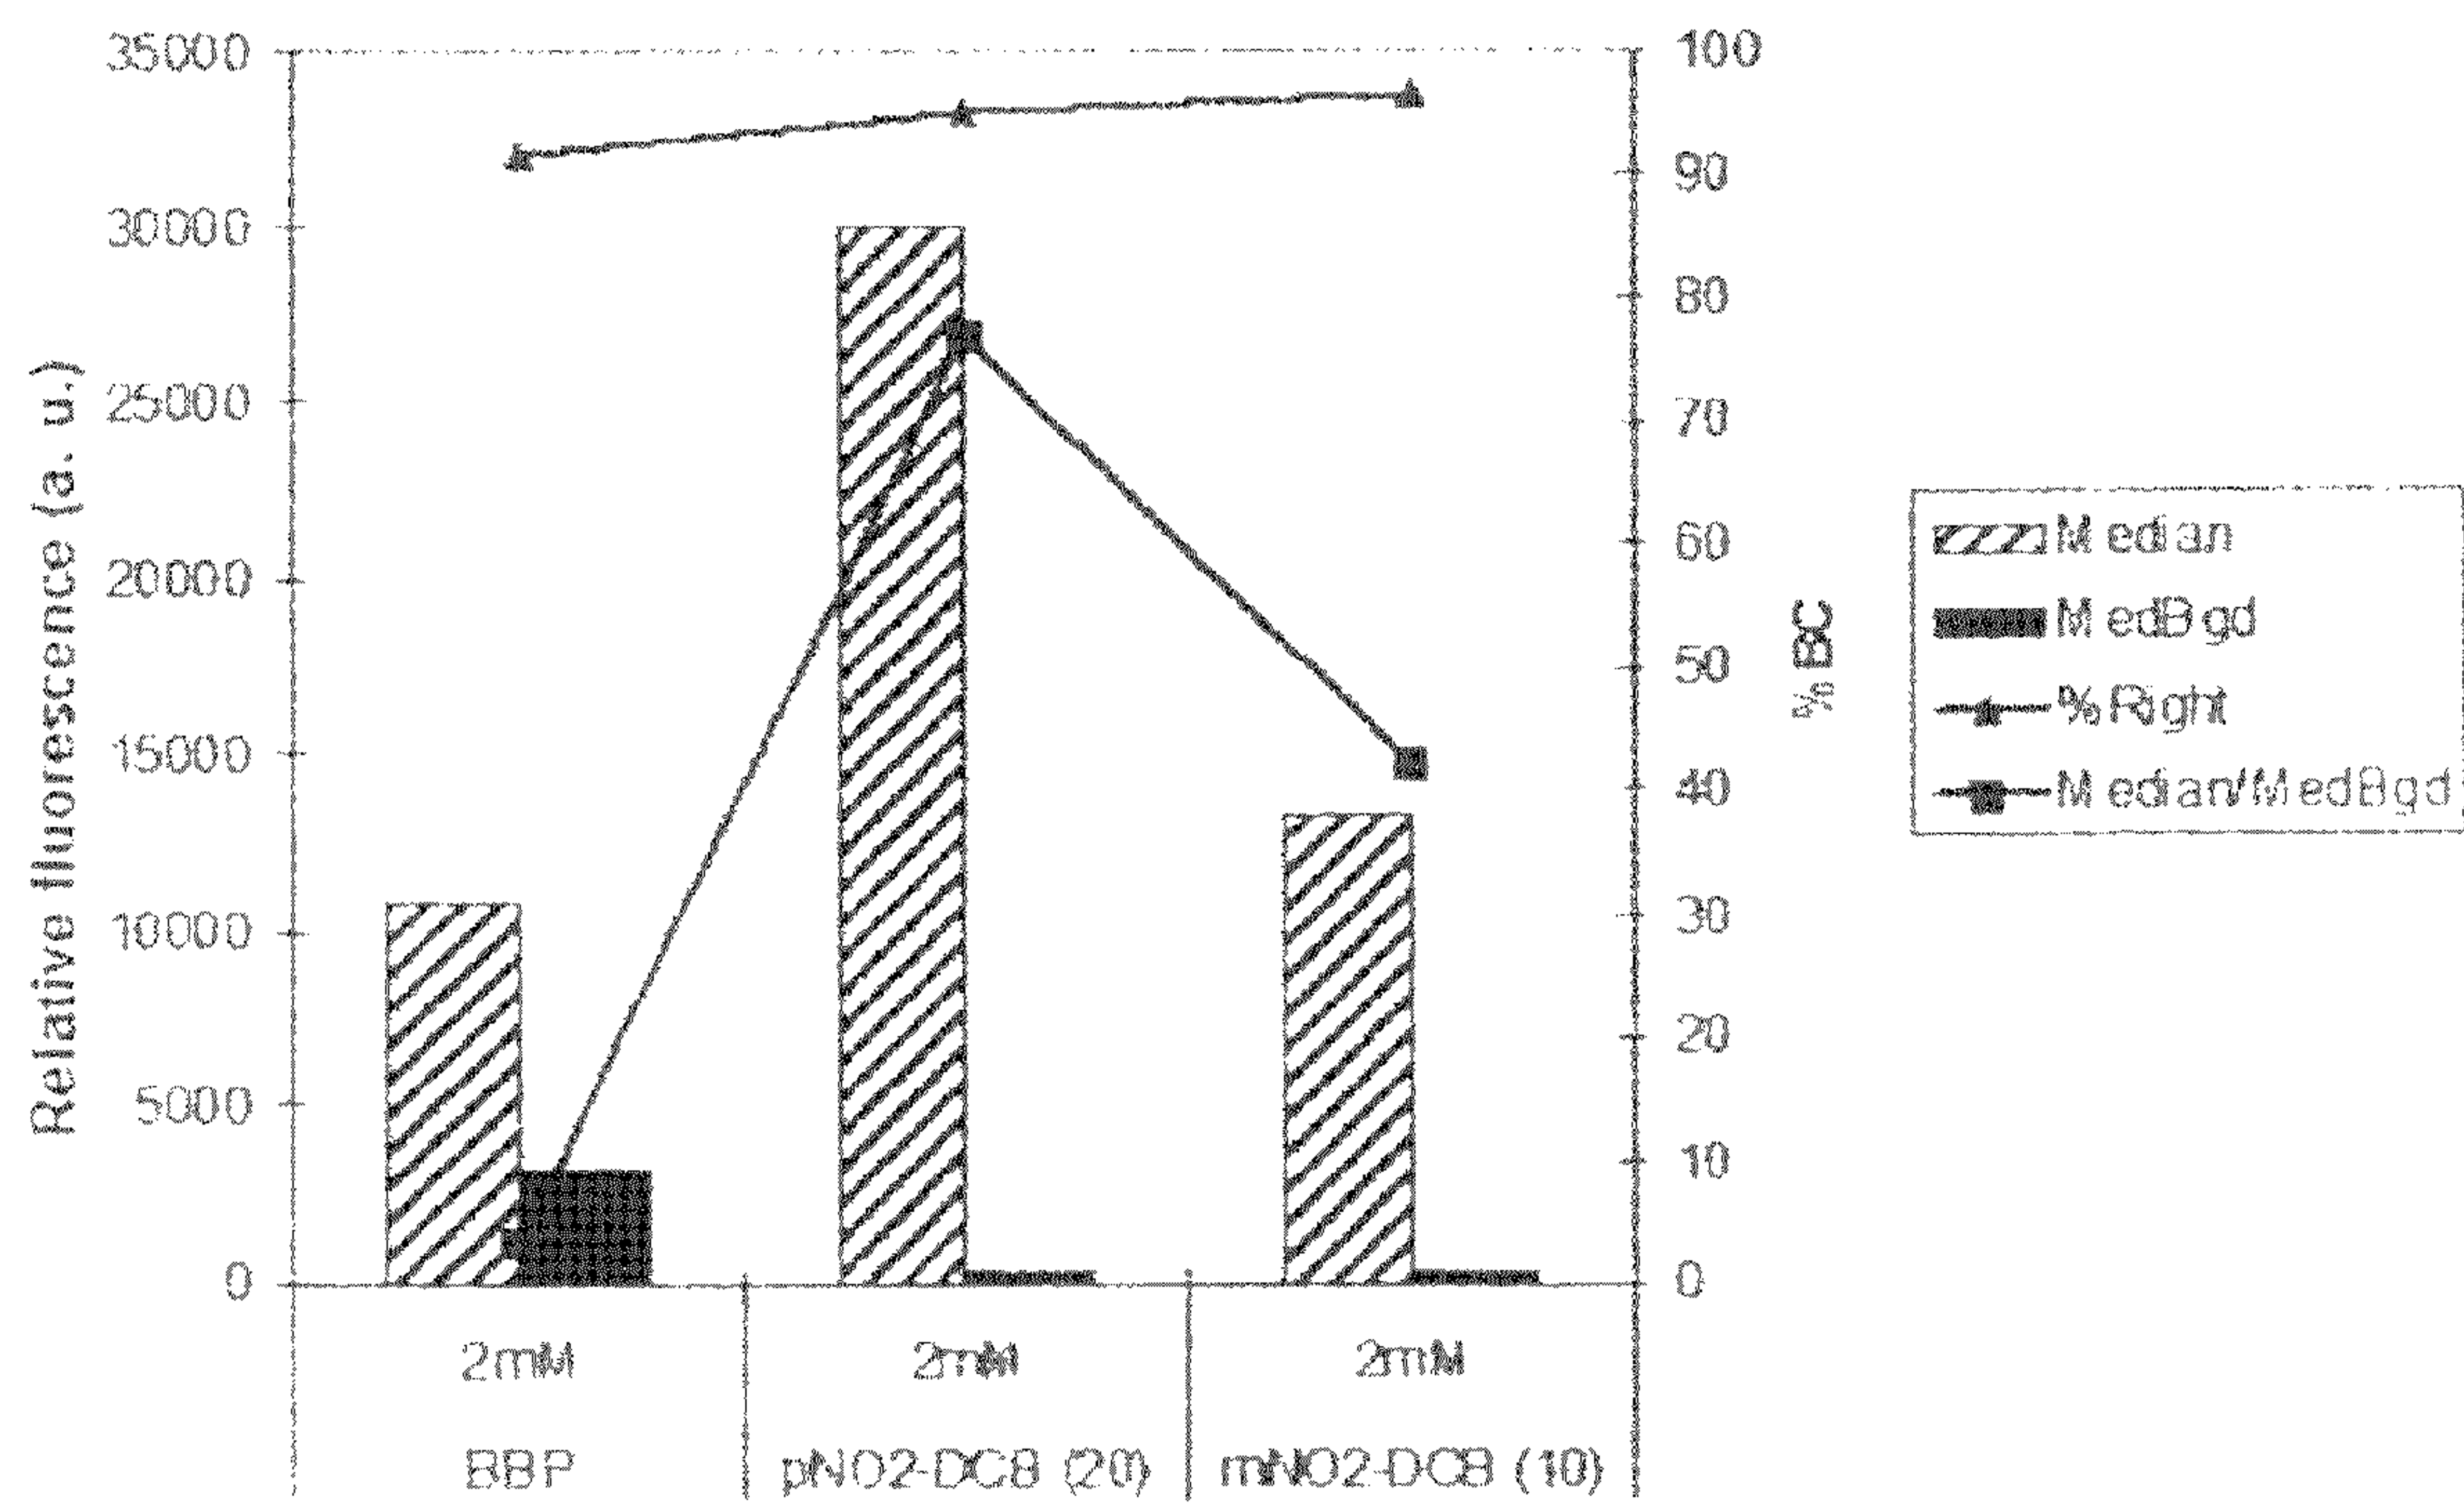 Relative fluorescence (a. u.)
35000
30000
25000
20000
15000
10000
5000
0
100
90
80
70
60
50
40
30
20
10
0
% BC
Median
MedBgd
%Right
Median/MedBgd
2mM
2mM
2mM
BBP
pNO2-DCB (20)
mNO2-DCB (10)